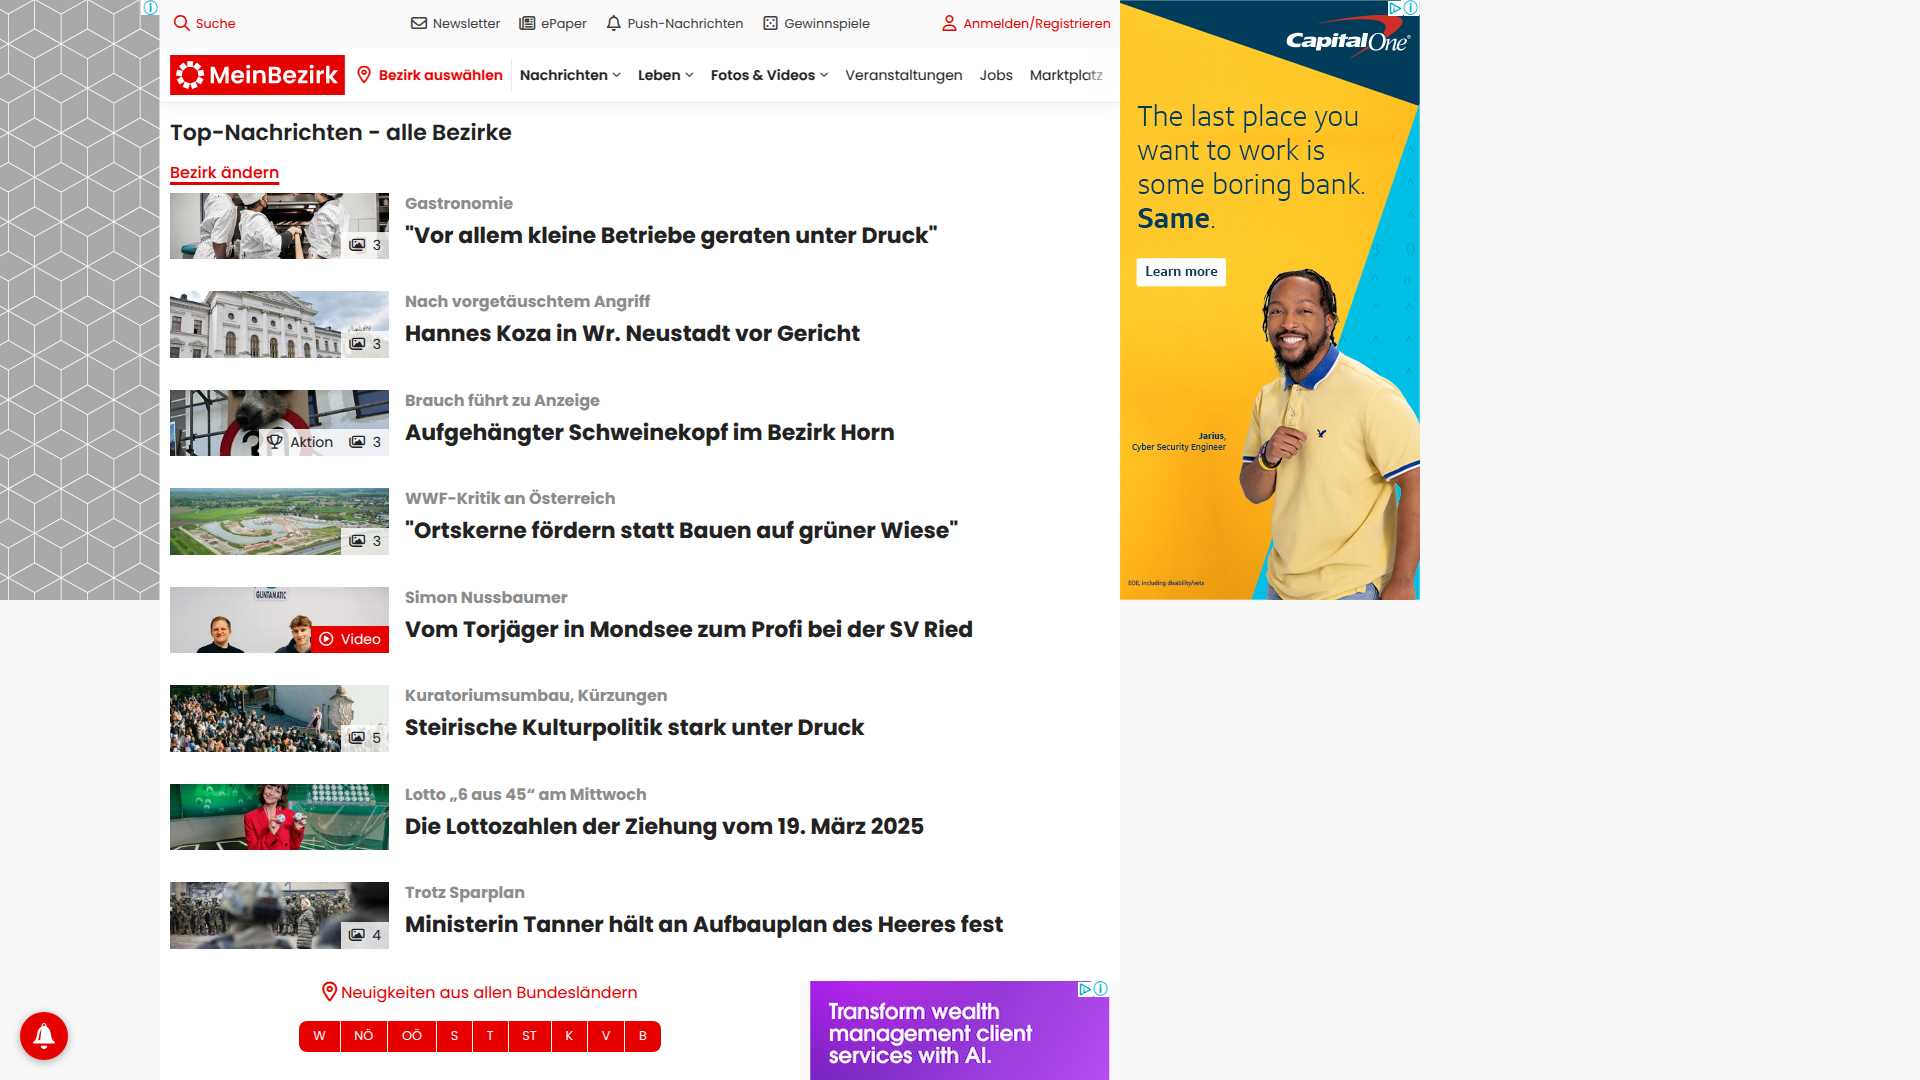 Suche
Newsletter
ePaper
Push-Nachrichten
Gewinnspiele
Anmelden/Registrieren
MeinBezirk
Bezirk auswählen
Nachrichten
Leben
Fotos & Videos
Veranstaltungen
Jobs
Marktplatz
Top-Nachrichten - alle Bezirke
Bezirk ändern
3
Gastronomie
"Vor allem kleine Betriebe geraten unter Druck"
3
Nach vorgetäuschtem Angriff
Hannes Koza in Wr. Neustadt vor Gericht
Aktion
3
Brauch führt zu Anzeige
Aufgehängter Schweinekopf im Bezirk Horn
3
WWF-Kritik an Österreich
"Ortskerne fördern statt Bauen auf grüner Wiese"
GUNTAMATIC
Video
Simon Nussbaumer
Vom Torjäger in Mondsee zum Profi bei der SV Ried
5
Kuratoriumsumbau, Kürzungen
Steirische Kulturpolitik stark unter Druck
Lotto „6 aus 45“ am Mittwoch
Die Lottozahlen der Ziehung vom 19. März 2025
4
Trotz Sparplan
Ministerin Tanner hält an Aufbauplan des Heeres fest
Neuigkeiten aus allen Bundesländern
W NÖ OÖ S T ST K V B
Capital One
The last place you
want to work is
some boring bank.
Same.
Learn more
Jarius,
Cyber Security Engineer
EOE, including disability/vets
Transform wealth
management client
services with AI.